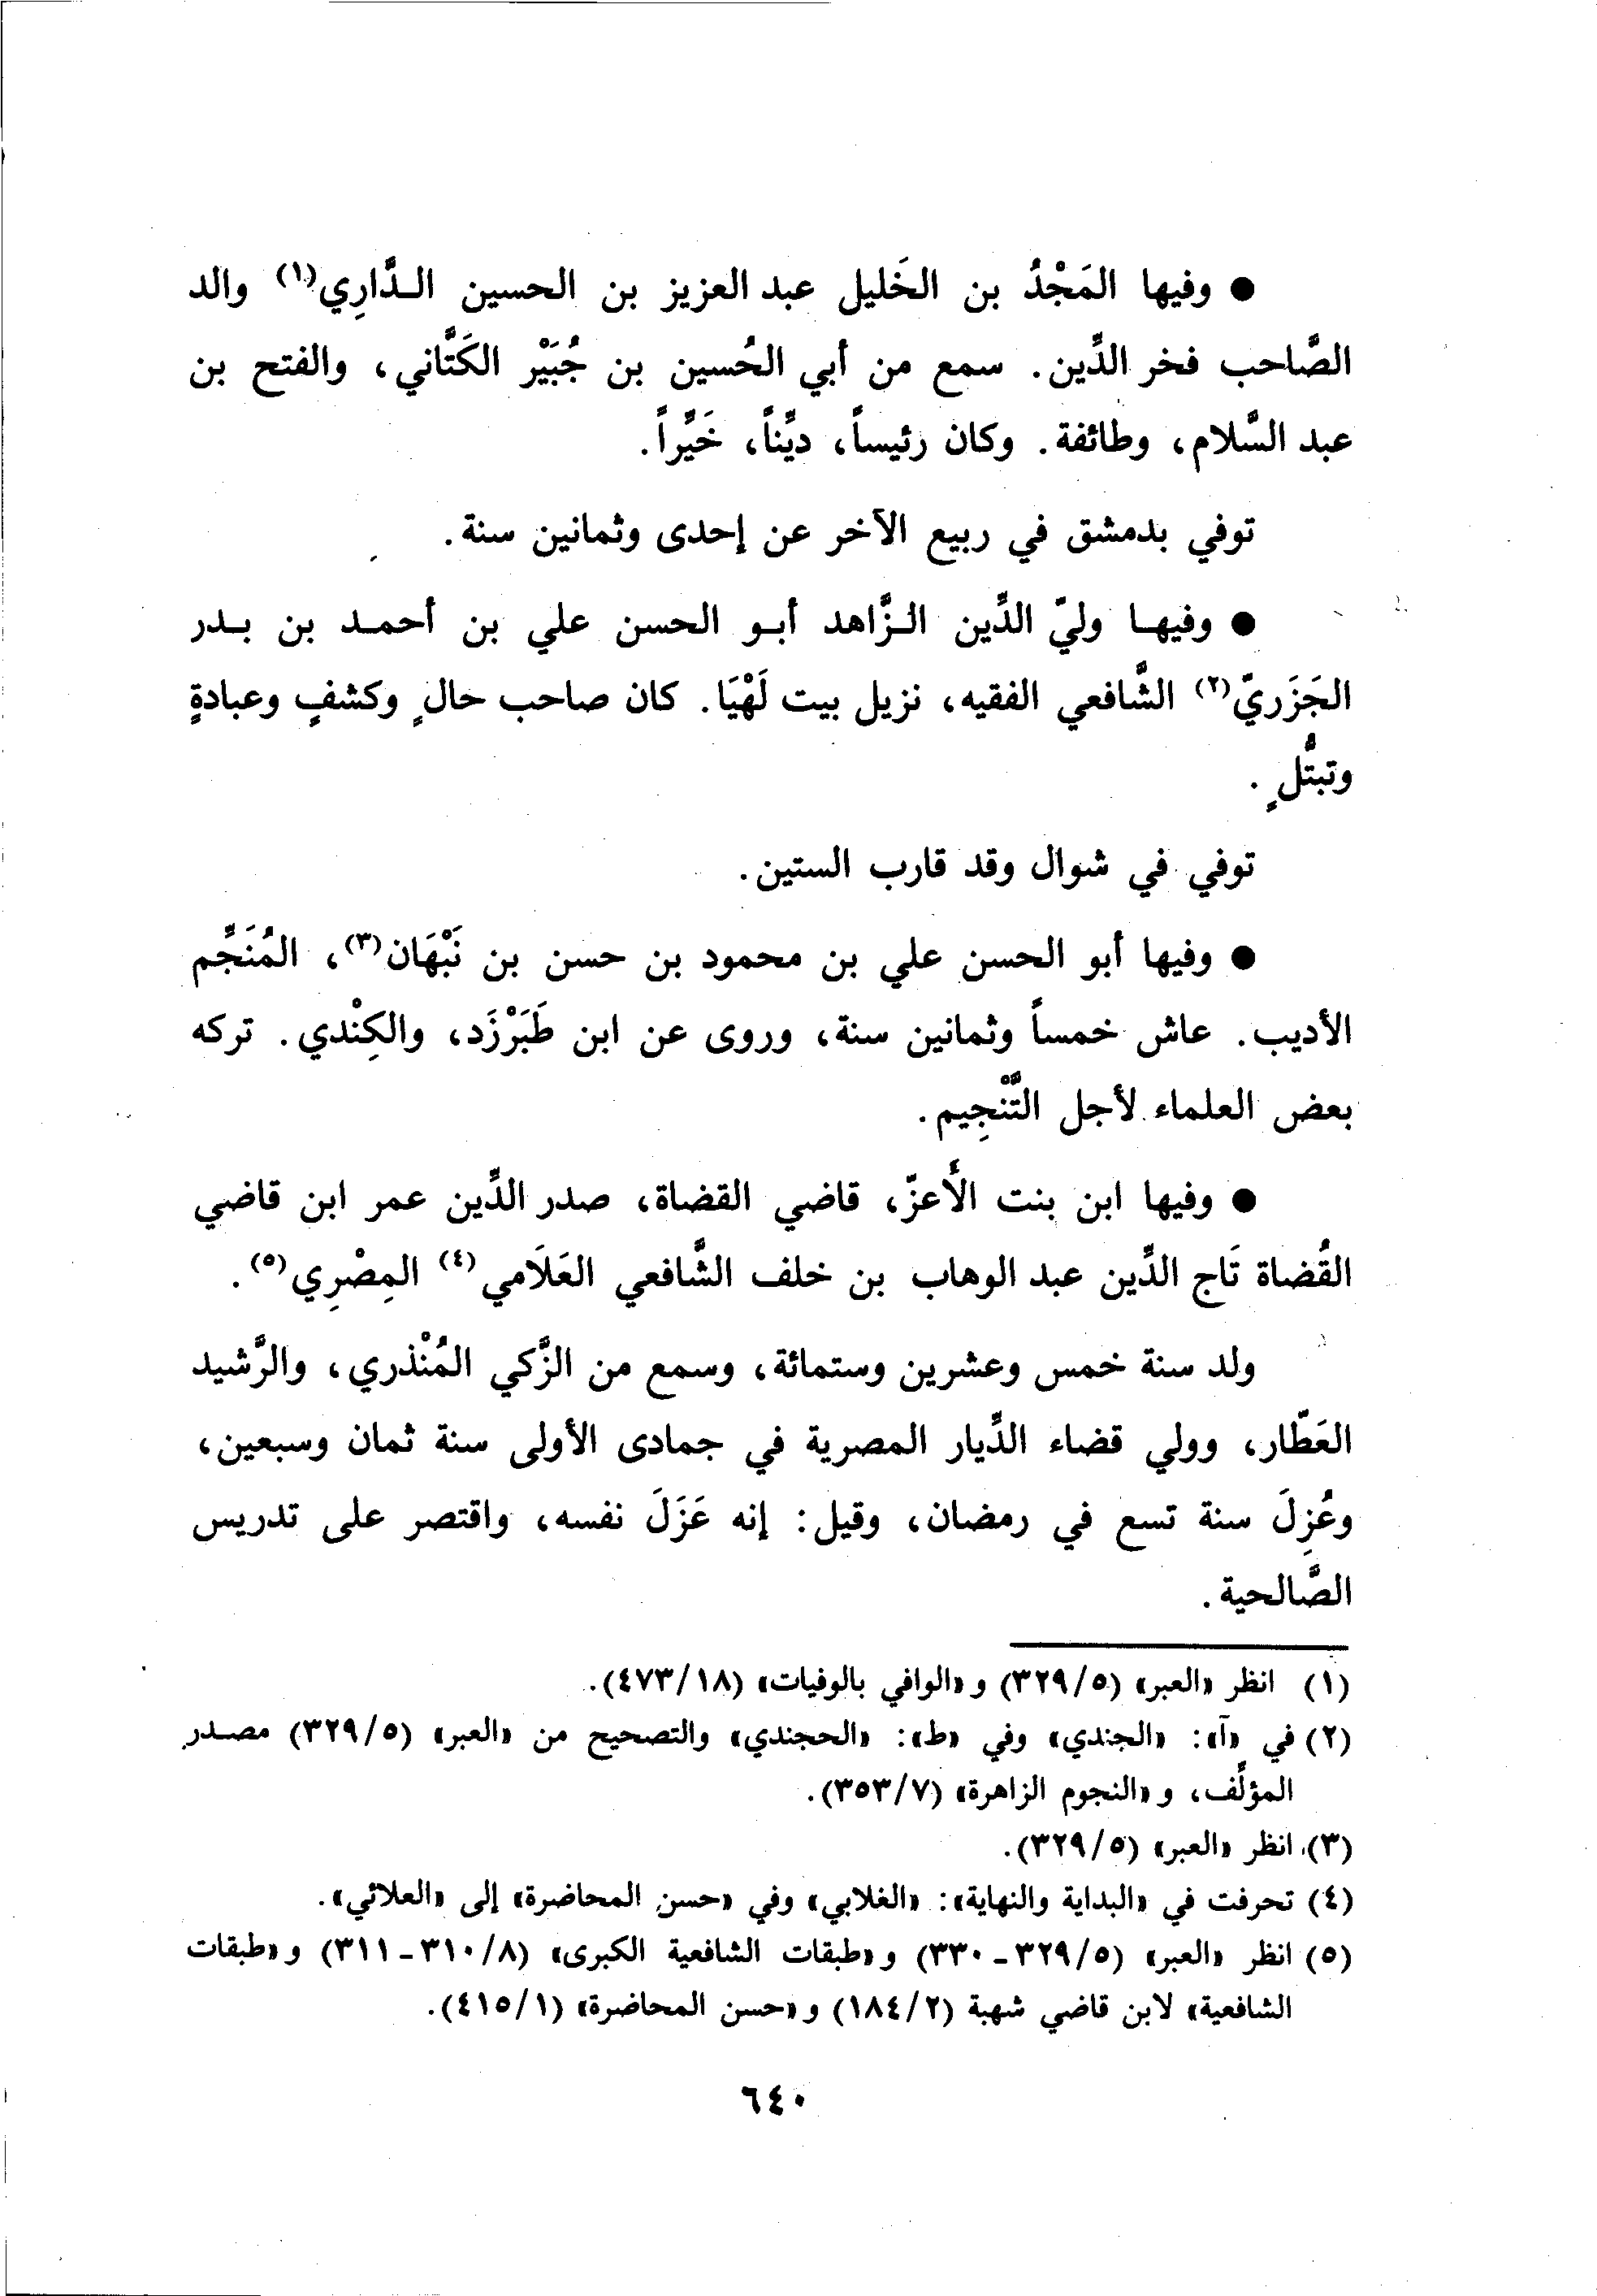 ● وفيها المَجْدُ بن الخَليل عبد العزيز بن الحسين الـدَّارِي(١) والد
الصَّاحب فخر الدِّين. سمع من أبي الحُسين بن جُبَيْر الكَتَّاني، والفتح بن
عبد السَّلام، وطائفة. وكان رئيساً، ديِّناً، خَيِّراً.
توفي بدمشق في ربيع الآخر عن إحدى وثمانين سنة.
● وفيهـا وليّ الدِّين الـزَّاهد أبـو الحسن علي بن أحمـد بن بـدر
الجَزَريّ(٢) الشَّافعي الفقيه، نزيل بيت لَهْيَا. كان صاحب حالٍ وكشفٍ وعبادةٍ
وتبتُّلٍ.
توفي في شوال وقد قارب الستين.
● وفيها أبو الحسن علي بن محمود بن حسن بن نَبْهَان(٣)، المُنَجِّم
الأديب. عاش خمساً وثمانين سنة، وروى عن ابن طَبَرْزَد، والكِنْدي. تركه
بعض العلماء لأجل التَّنْجِيم.
● وفيها ابن بنت الأَعزّ، قاضي القضاة، صدر الدِّين عمر ابن قاضي
القُضاة تَاج الدِّين عبد الوهاب بن خلف الشَّافعي العَلَامي(٤) المِصْرِي(٥).
ولد سنة خمس وعشرين وستمائة، وسمع من الزَّكي المُنْذري، والرَّشيد
العَطّار، وولي قضاء الدِّيار المصرية في جمادى الأولى سنة ثمان وسبعين،
وعُزِلَ سنة تسع في رمضان، وقيل: إنه عَزَلَ نفسه، واقتصر على تدريس
الصَّالحية.
(١) انظر «العبر» (٣٢٩/٥) و«الوافي بالوفيات» (٤٧٣/١٨).
(٢) في «آ»: «الجندي» وفي «ط»: «الحجندي» والتصحيح من «العبر» (٣٢٩/٥) مصـدر
المؤلِّف، و«النجوم الزاهرة» (٣٥٣/٧).
(٣) انظر «العبر» (٣٢٩/٥).
(٤) تحرفت في «البداية والنهاية»: «الغلابي» وفي «حسن المحاضرة» إلى «العلائي».
(٥) انظر «العبر» (٣٢٩/٥ - ٣٣٠) و«طبقات الشافعية الكبرى» (٣١٠/٨ - ٣١١) و«طبقات
الشافعية» لابن قاضي شهبة (١٨٤/٢) و«حسن المحاضرة» (٤١٥/١).
٦٤٠